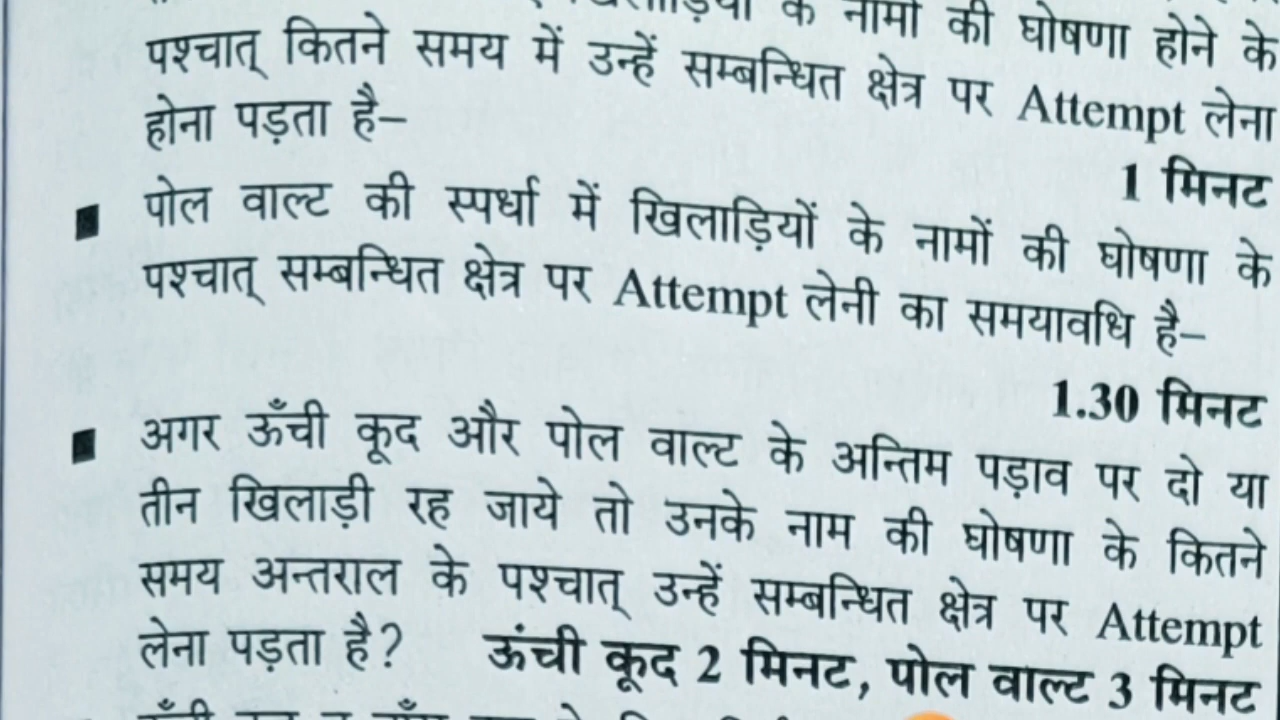 के नामों की घोषणा होने के
पश्चात् कितने समय में उन्हें सम्बन्धित क्षेत्र पर Attempt लेना
होना पड़ता है–
1 मिनट
■ पोल वाल्ट की स्पर्धा में खिलाड़ियों के नामों की घोषणा के
पश्चात् सम्बन्धित क्षेत्र पर Attempt लेनी का समयावधि है–
1.30 मिनट
■ अगर ऊँची कूद और पोल वाल्ट के अन्तिम पड़ाव पर दो या
तीन खिलाड़ी रह जाये तो उनके नाम की घोषणा के कितने
समय अन्तराल के पश्चात् उन्हें सम्बन्धित क्षेत्र पर Attempt
लेना पड़ता है? ऊंची कूद 2 मिनट, पोल वाल्ट 3 मिनट